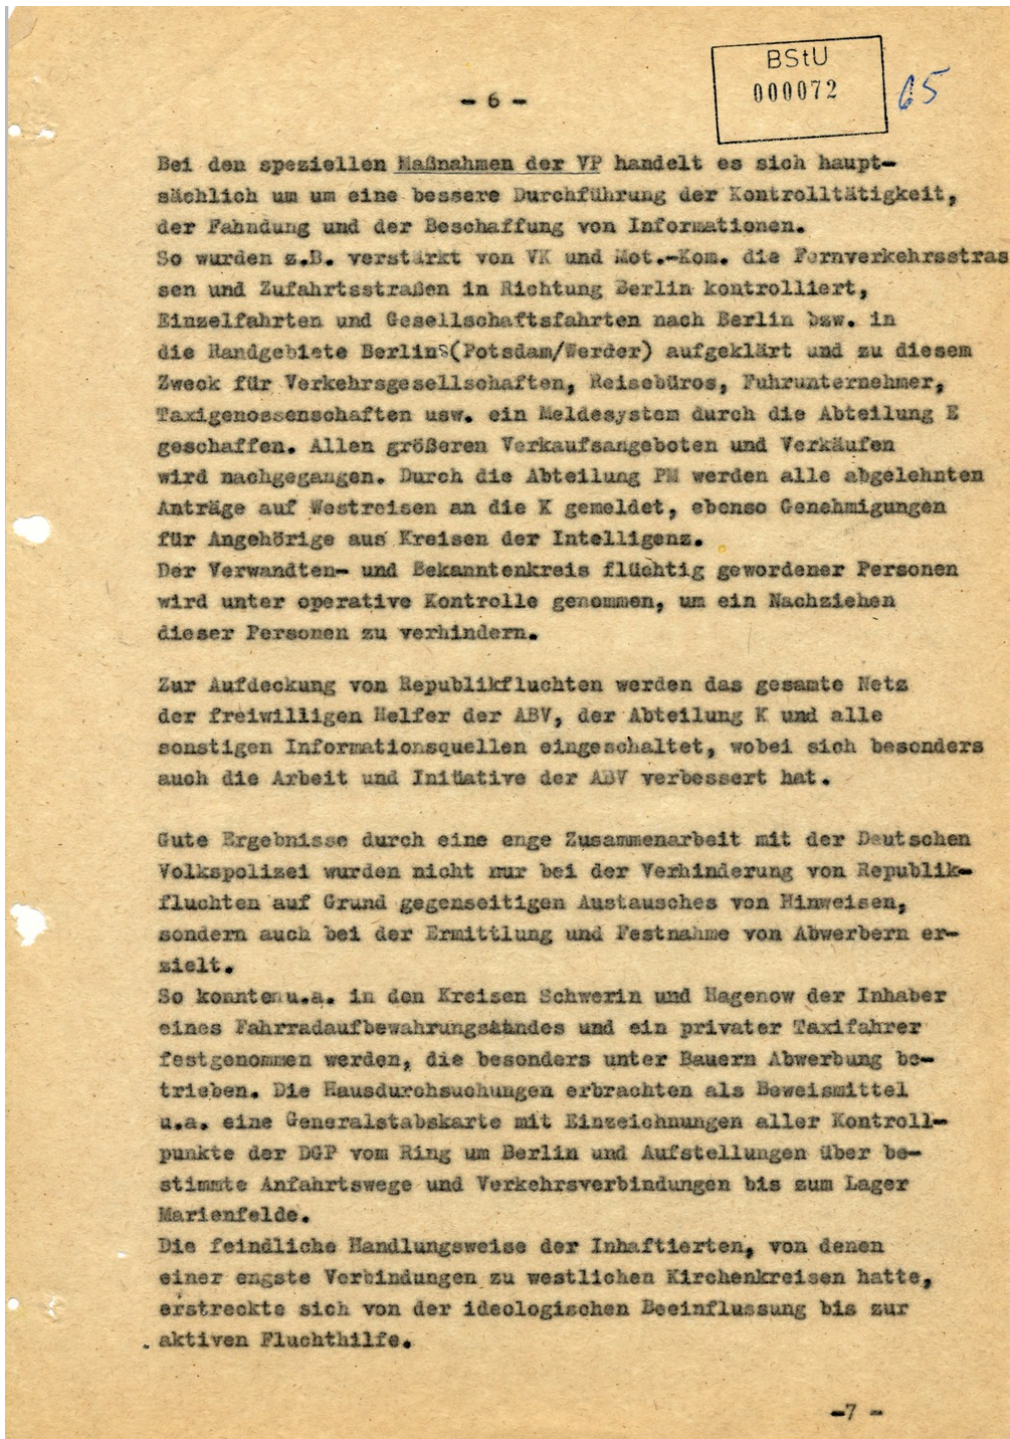 BStU
000072
65
- 6 -
Bei den speziellen Maßnahmen der VP handelt es sich haupt-
sächlich um um eine bessere Durchführung der Kontrolltätigkeit,
der Fahndung und der Beschaffung von Informationen.
So wurden z.B. verstärkt von VK und Mot.-Kom. die Fernverkehrsstras
sen und Zufahrtsstraßen in Richtung Berlin kontrolliert,
Einzelfahrten und Gesellschaftsfahrten nach Berlin bzw. in
die Randgebiete Berlins(Potsdam/Werder) aufgeklärt und zu diesem
Zweck für Verkehrsgesellschaften, Reisebüros, Fuhrunternehmer,
Taxigenossenschaften usw. ein Meldesystem durch die Abteilung E
geschaffen. Allen größeren Verkaufsangeboten und Verkäufen
wird nachgegangen. Durch die Abteilung PM werden alle abgelehnten
Anträge auf Westreisen an die K gemeldet, ebenso Genehmigungen
für Angehörige aus Kreisen der Intelligenz.
Der Verwandten- und Bekanntenkreis flüchtig gewordener Personen
wird unter operative Kontrolle genommen, um ein Nachziehen
dieser Personen zu verhindern.
Zur Aufdeckung von Republikfluchten werden das gesamte Netz
der freiwilligen Helfer der ABV, der Abteilung K und alle
sonstigen Informationsquellen eingeschaltet, wobei sich besonders
auch die Arbeit und Initiative der ABV verbessert hat.
Gute Ergebnisse durch eine enge Zusammenarbeit mit der Deutschen
Volkspolizei wurden nicht nur bei der Verhinderung von Republik-
fluchten auf Grund gegenseitigen Austausches von Hinweisen,
sondern auch bei der Ermittlung und Festnahme von Abwerbern er-
zielt.
So konnten u.a. in den Kreisen Schwerin und Hagenow der Inhaber
eines Fahrradaufbewahrungsstandes und ein privater Taxifahrer
festgenommen werden, die besonders unter Bauern Abwerbung be-
trieben. Die Hausdurchsuchungen erbrachten als Beweismittel
u.a. eine Generalstabskarte mit Einzeichnungen aller Kontroll-
punkte der DGP vom Ring um Berlin und Aufstellungen über be-
stimmte Anfahrtswege und Verkehrsverbindungen bis zum Lager
Marienfelde.
Die feindliche Handlungsweise der Inhaftierten, von denen
einer engste Verbindungen zu westlichen Kirchenkreisen hatte,
erstreckte sich von der ideologischen Beeinflussung bis zur
aktiven Fluchthilfe.
-7 -